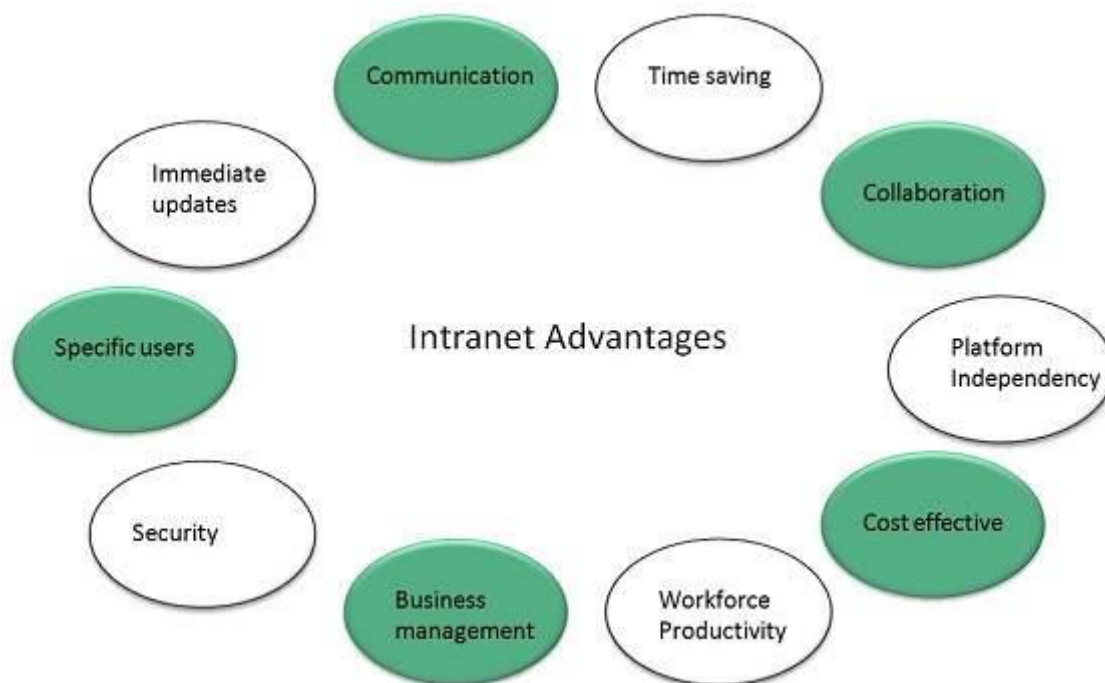 Communication
Time saving
Immediate
updates
Collaboration
Specific users
Intranet Advantages
Platform
Independency
Security
Cost effective
Business
management
Workforce
Productivity